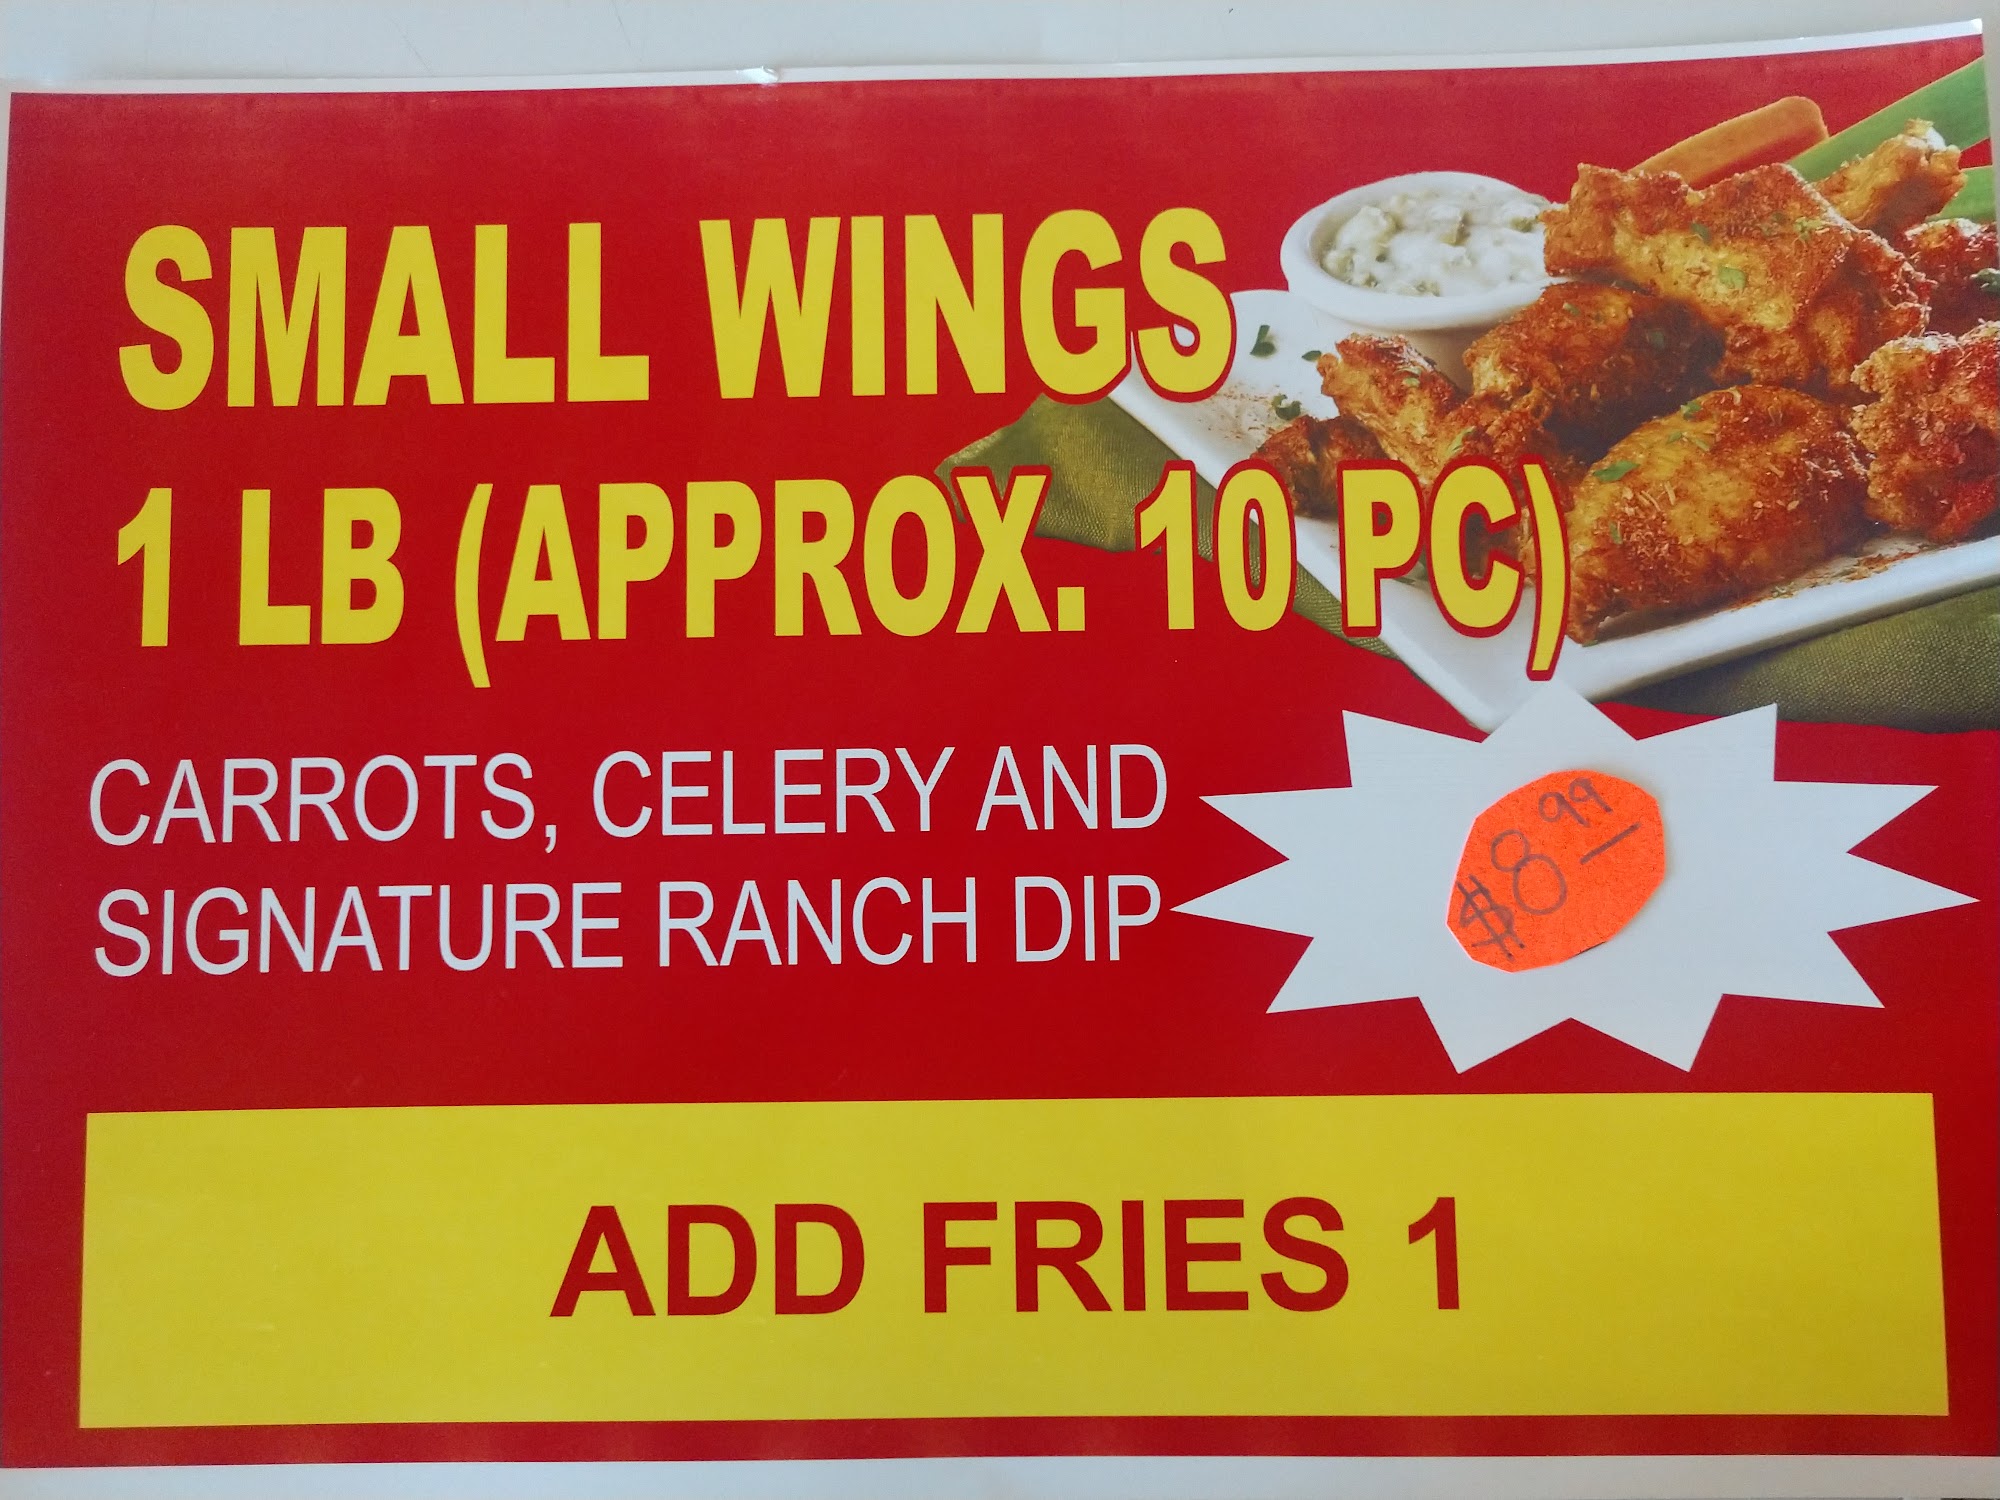 SMALL WINGS
1 LB (APPROX. 10 PC)
CARROTS, CELERY AND
SIGNATURE RANCH DIP
$8 99
ADD FRIES 1